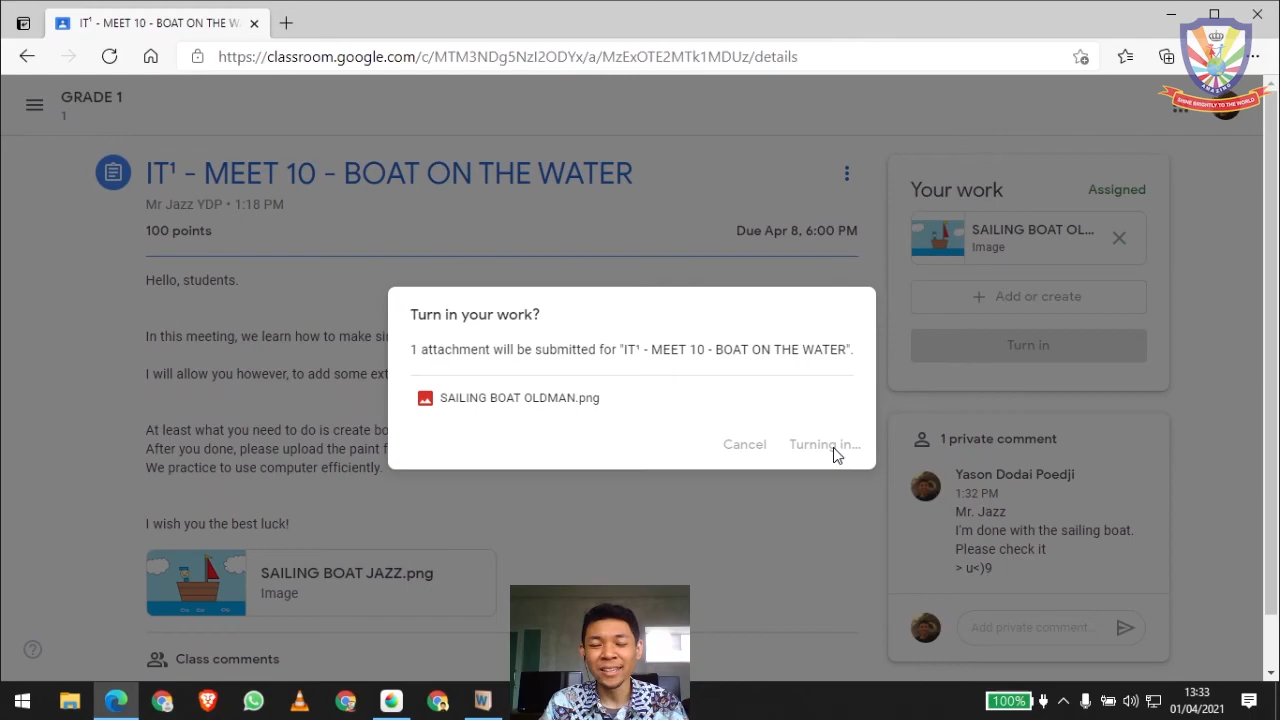 IT¹ - MEET 10 - BOAT ON THE W
https://classroom.google.com/c/MTM3NDg5NzI2ODYx/a/MzExOTE2MTk1MDUz/details
AMAZING
SHINE BRIGHTLY TO THE WORLD
GRADE 1
1
IT¹ - MEET 10 - BOAT ON THE WATER
Mr Jazz YDP • 1:18 PM
100 points
Due Apr 8, 6:00 PM
Hello, students.
In this meeting, we learn how to make si
I will allow you however, to add some ext
At least what you need to do is create bo
After you done, please upload the paint f
We practice to use computer efficiently.
I wish you the best luck!
SAILING BOAT JAZZ.png
Image
Class comments
Turn in your work?
1 attachment will be submitted for "IT¹ - MEET 10 - BOAT ON THE WATER".
SAILING BOAT OLDMAN.png
Cancel
Turning in...
Your work
Assigned
SAILING BOAT OL...
Image
Add or create
Turn in
1 private comment
Yason Dodai Poedji
1:32 PM
Mr. Jazz
I'm done with the sailing boat.
Please check it
> u<)9
Add private comment...
100%
13:33
01/04/2021